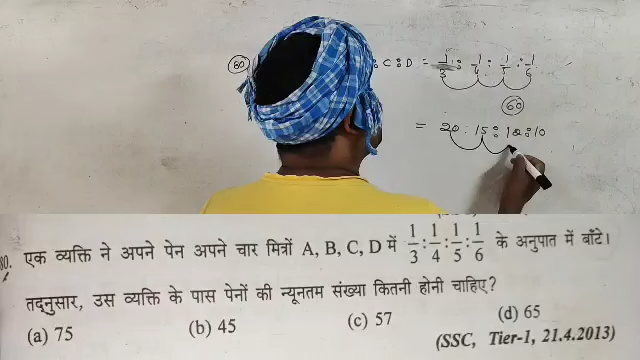 80 : C : D = 1/3 : 1/4 : 1/5 : 1/6
60
= 20 : 15 : 12 : 10
80. एक व्यक्ति ने अपने पेन अपने चार मित्रों A, B, C, D में 1/3 : 1/4 : 1/5 : 1/6 के अनुपात में बाँटे।
तद्नुसार, उस व्यक्ति के पास पेनों की न्यूनतम संख्या कितनी होनी चाहिए?
(a) 75 (b) 45 (c) 57 (d) 65
(SSC, Tier-1, 21.4.2013)